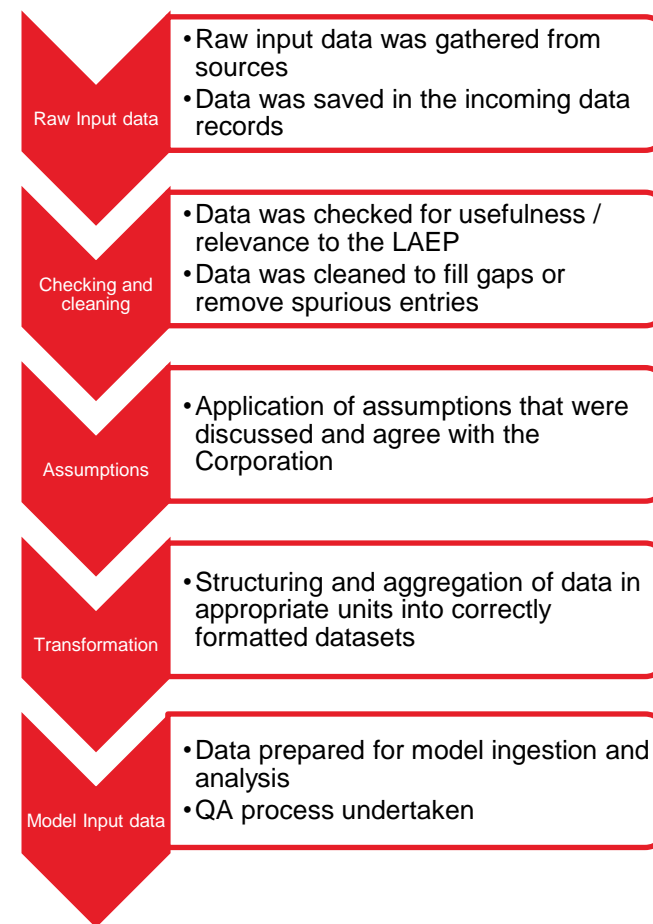 Raw Input data
•Raw input data was gathered from
sources
•Data was saved in the incoming data
records
Checking and
cleaning
•Data was checked for usefulness /
relevance to the LAEP
•Data was cleaned to fill gaps or
remove spurious entries
Assumptions
•Application of assumptions that were
discussed and agree with the
Corporation
Transformation
•Structuring and aggregation of data in
appropriate units into correctly
formatted datasets
Model Input data
•Data prepared for model ingestion and
analysis
•QA process undertaken